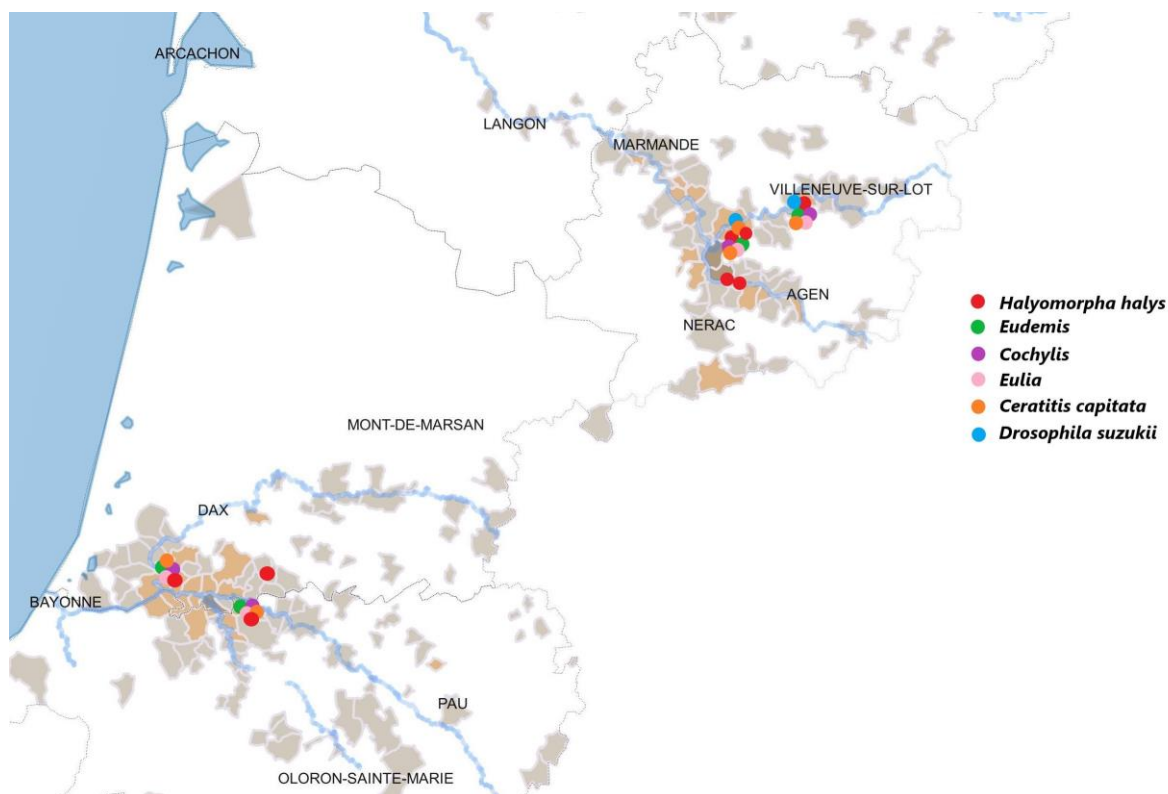 ARCACHON
LANGON
MARMANDE
VILLENEUVE-SUR-LOT
AGEN
NERAC
Halyomorpha halys
Eudemis
Cochylis
Eulia
Ceratitis capitata
Drosophila suzukii
MONT-DE-MARSAN
DAX
BAYONNE
PAU
OLORON-SAINTE-MARIE